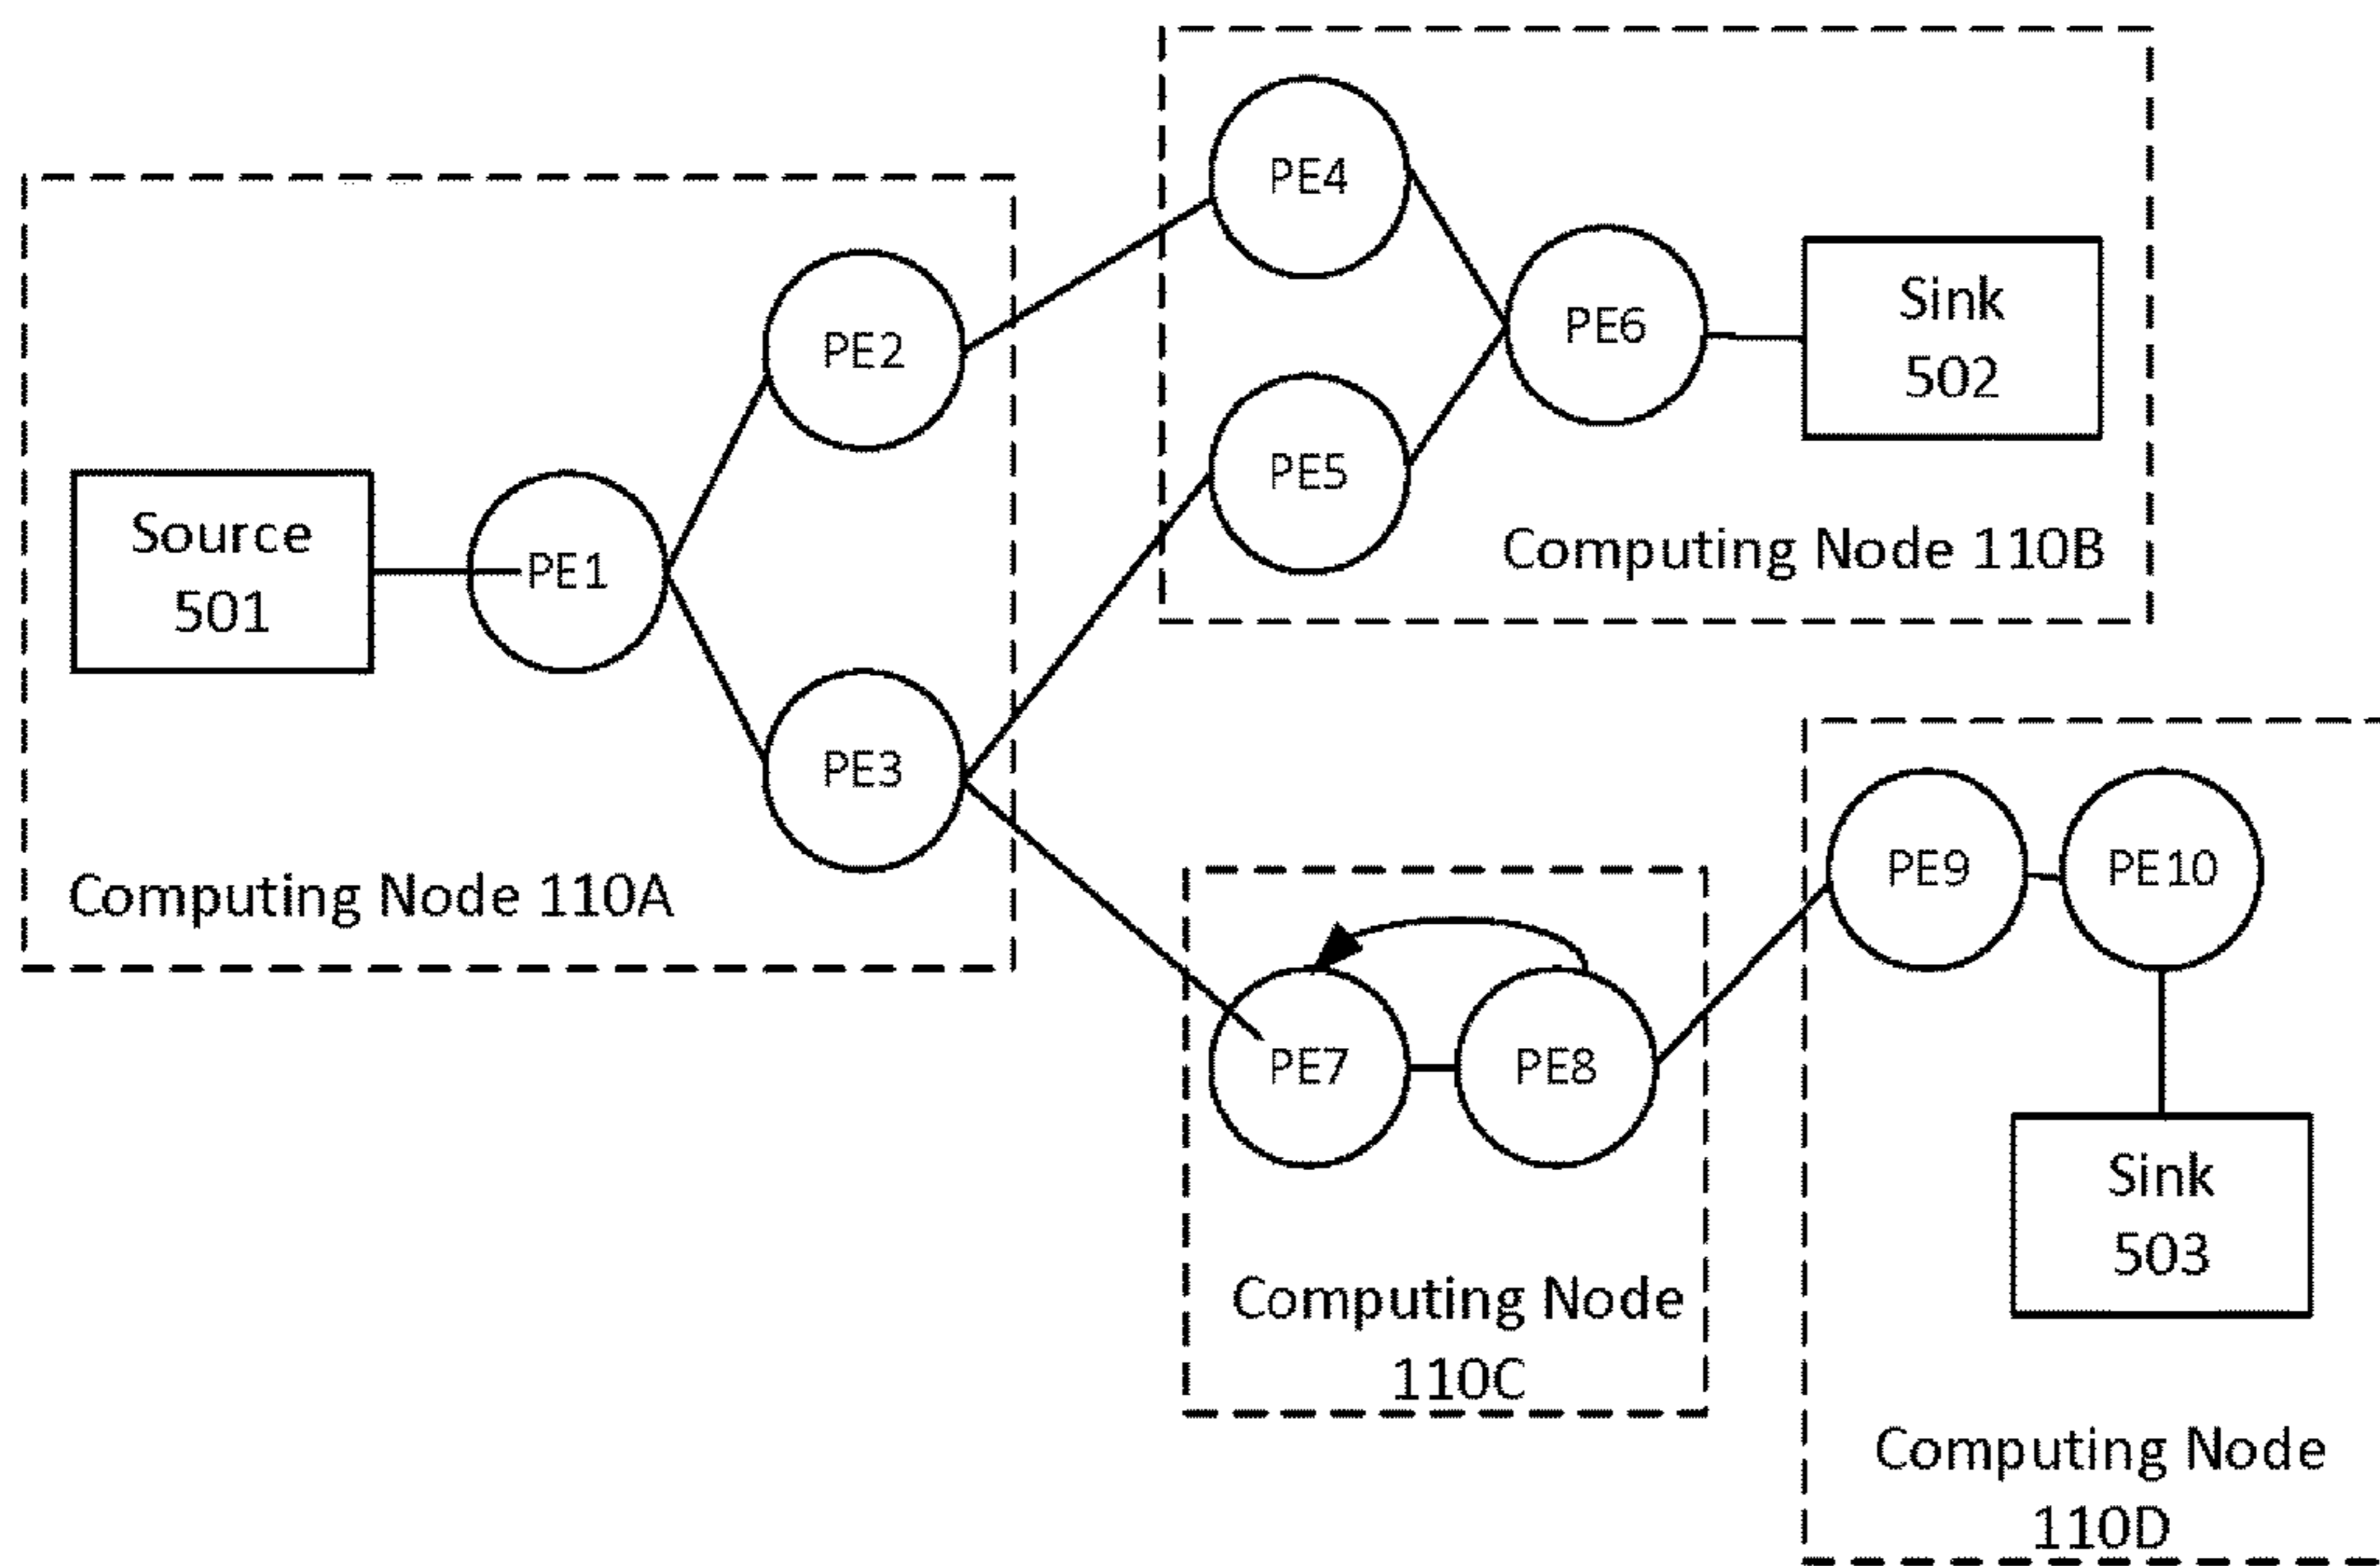 PE4
PE2
PE6
Sink
502
PE5
Source
501
PE1
Computing Node 110B
PE3
Computing Node 110A
PE9
PE10
PE7
PE8
Sink
503
Computing Node
110C
Computing Node
110D